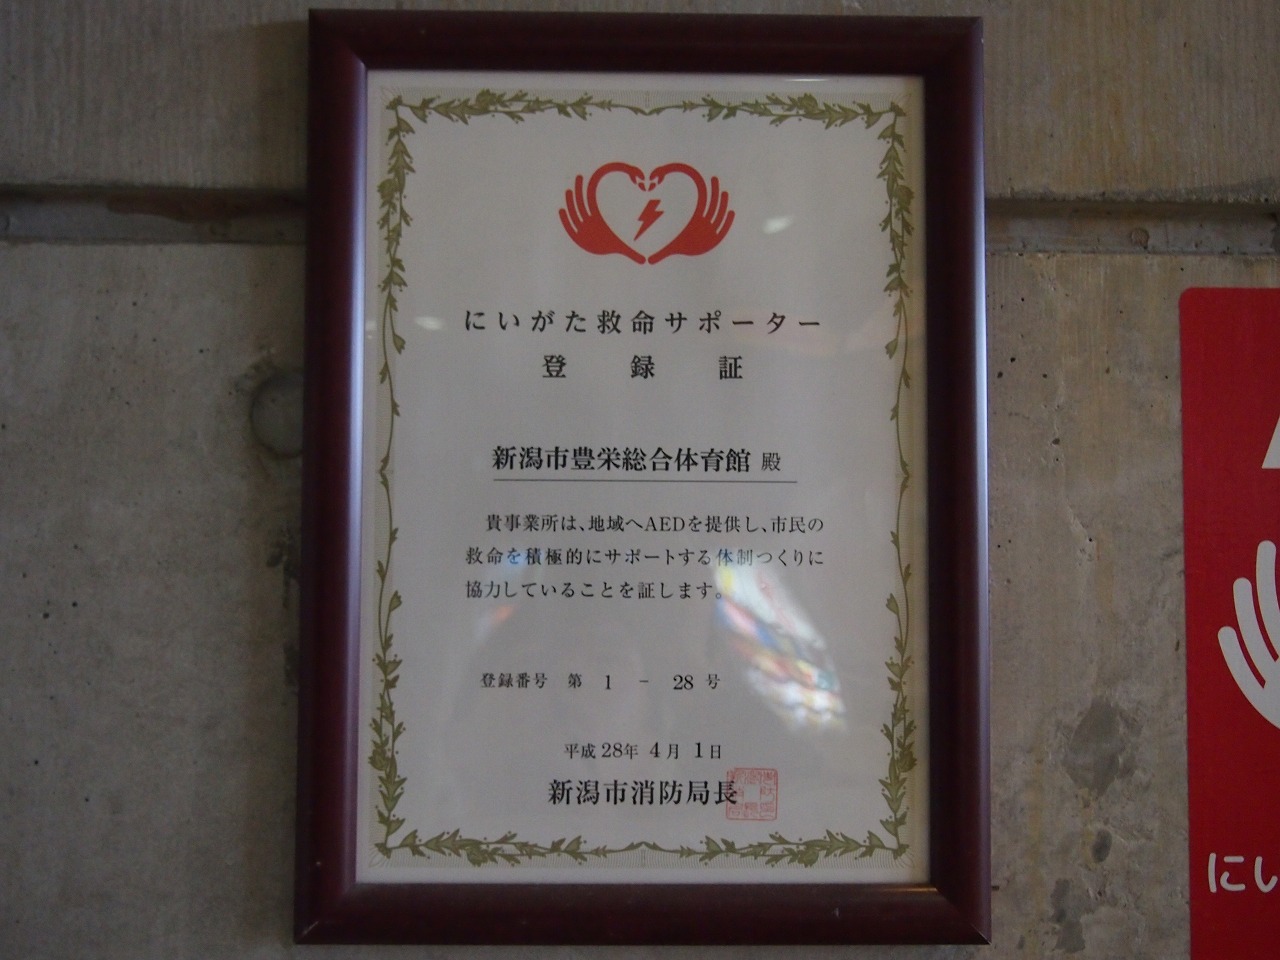 にいがた救命サポーター
登録証
新潟市豊栄総合体育館 殿
貴事業所は、地域へAEDを提供し、市民の
救命を積極的にサポートする体制つくりに
協力していることを証します。
登録番号 第 1 － 28 号
平成 28年 4月 1日
新潟市消防局長
にい